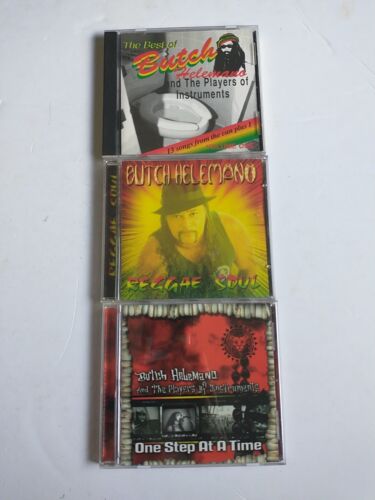 The Best of
Butch
Helemano
and The Players of
Instruments
13 songs from the can plus 1
BUTCH HELEMANO
REGGAE SOUL
REGGAE SOUL
Butch Helemano
And The Players of Instruments
One Step At A Time